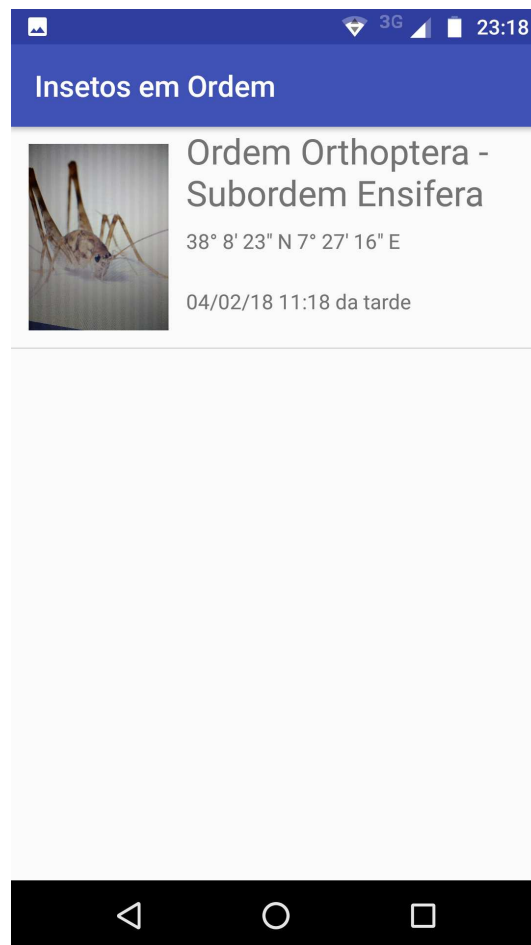 3G 23:18
Insetos em Ordem
Ordem Orthoptera -
Subordem Ensifera
38° 8' 23" N 7° 27' 16" E
04/02/18 11:18 da tarde